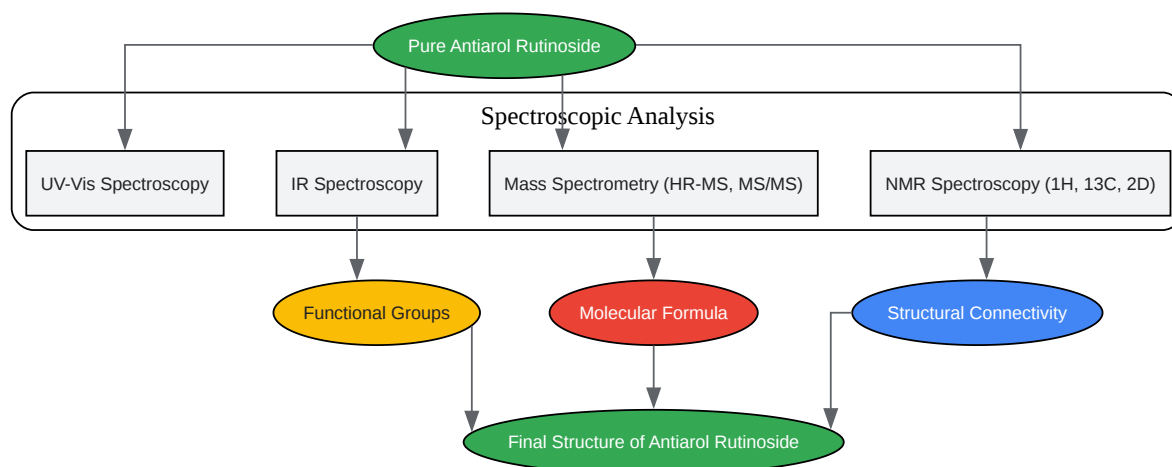 Pure Antiarol Rutinoside
Spectroscopic Analysis
UV-Vis Spectroscopy
IR Spectroscopy
Mass Spectrometry (HR-MS, MS/MS)
NMR Spectroscopy (1H, 13C, 2D)
Functional Groups
Molecular Formula
Structural Connectivity
Final Structure of Antiarol Rutinoside